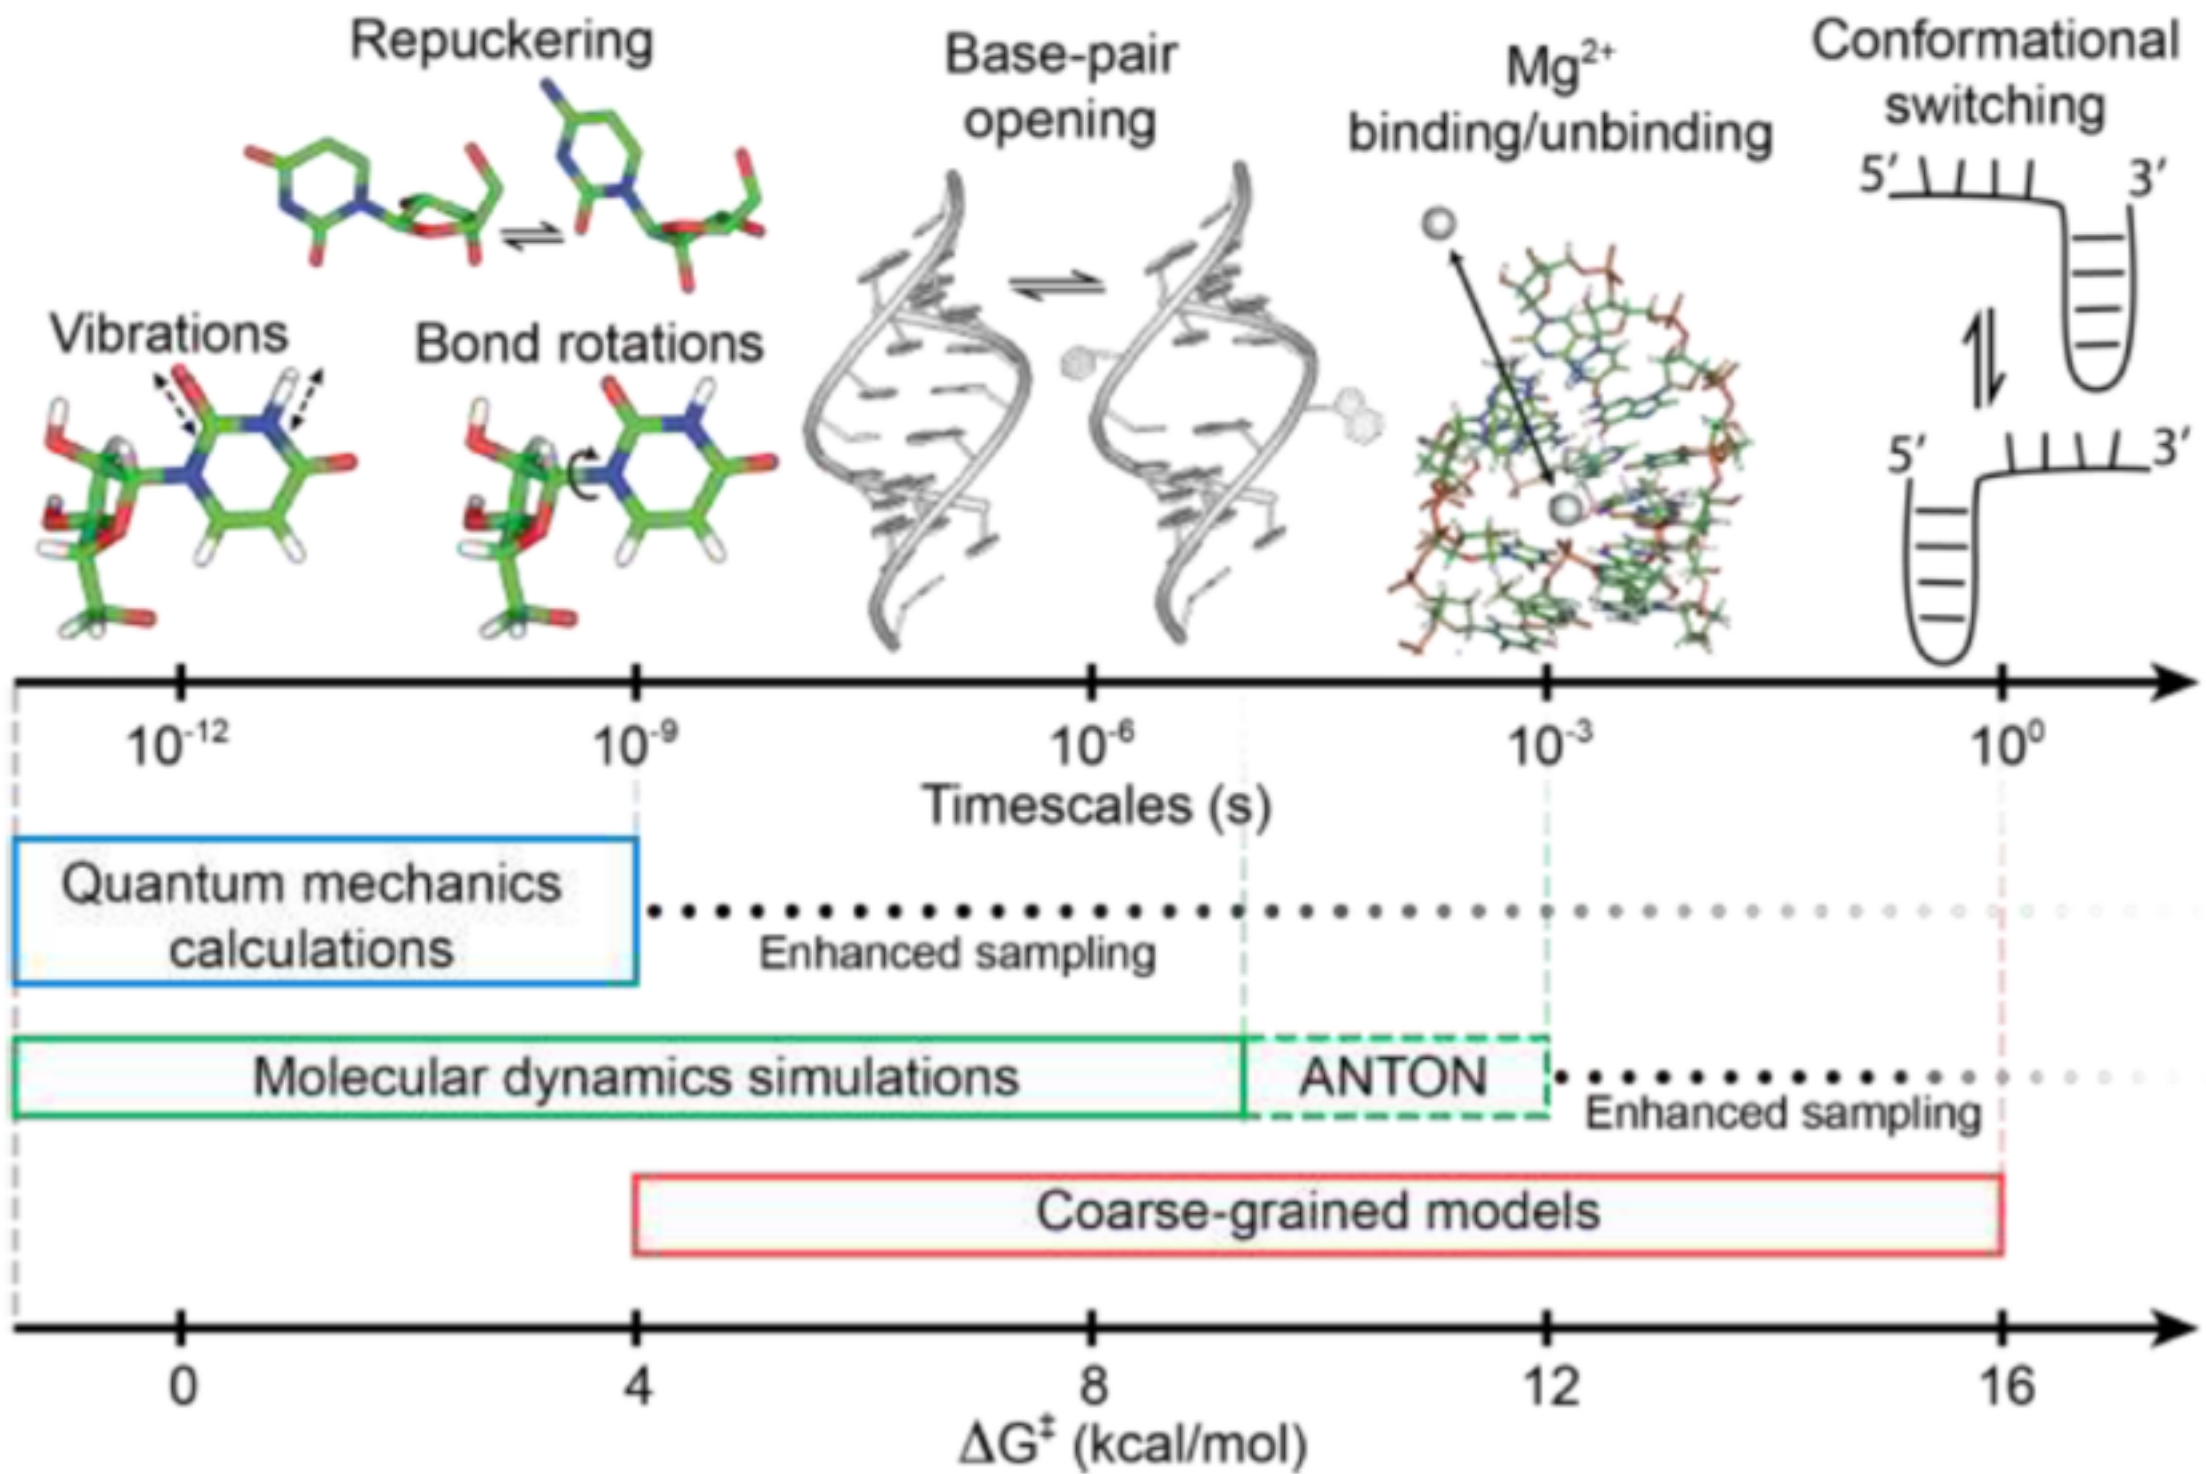 Repuckering
Base-pair
opening
Mg²⁺
binding/unbinding
Conformational
switching
5′
3′
Vibrations
Bond rotations
5′
3′
10⁻¹²
10⁻⁹
10⁻⁶
10⁻³
10⁰
Timescales (s)
Quantum mechanics
calculations
Enhanced sampling
Molecular dynamics simulations
ANTON
Enhanced sampling
Coarse-grained models
0
4
8
12
16
ΔG‡ (kcal/mol)